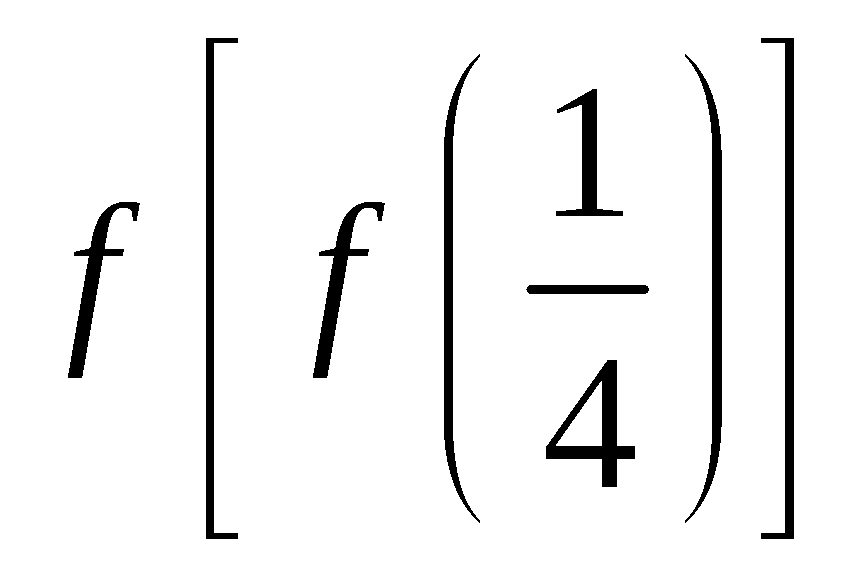 f [ f ( 1/4 ) ]